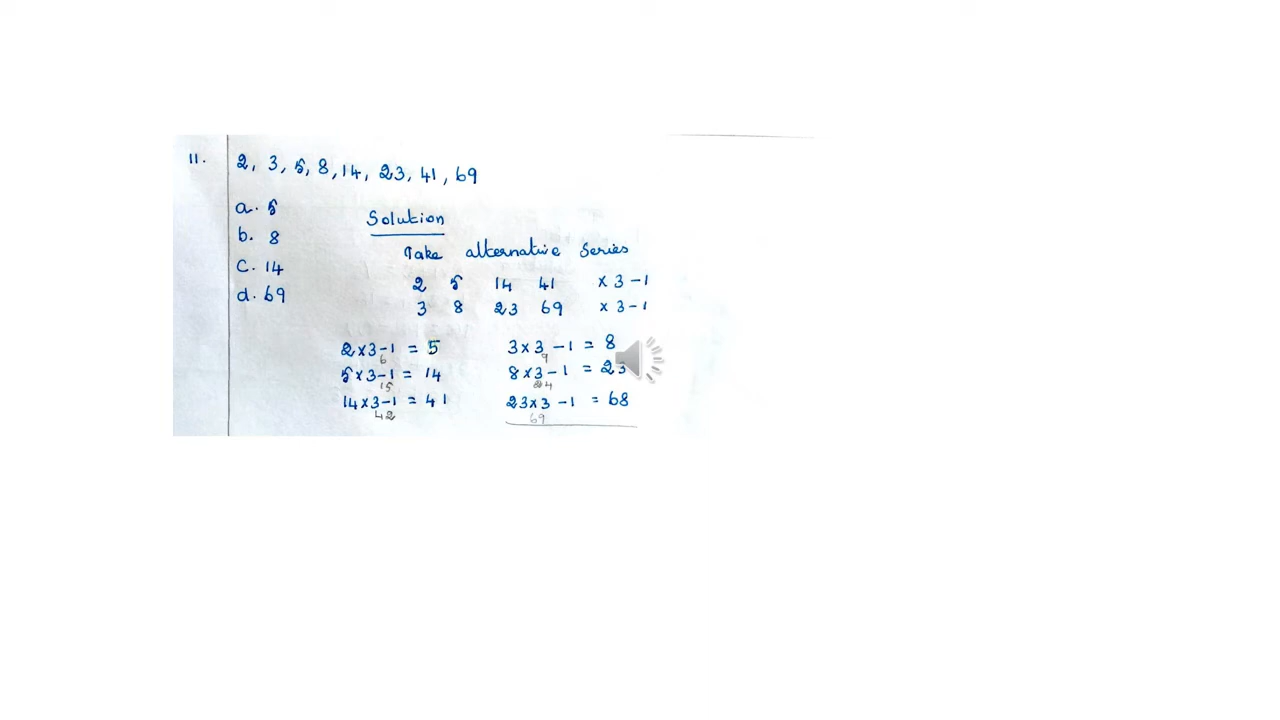 11. 2, 3, 5, 8, 14, 23, 41, 69
a. 5
b. 8
c. 14
d. 69
Solution
Take alternative series
2 5 14 41 × 3 - 1
3 8 23 69 × 3 - 1
2 × 3 - 1 = 5
6
5 × 3 - 1 = 14
15
14 × 3 - 1 = 41
42
3 × 3 - 1 = 8
9
8 × 3 - 1 = 23
24
23 × 3 - 1 = 68
69